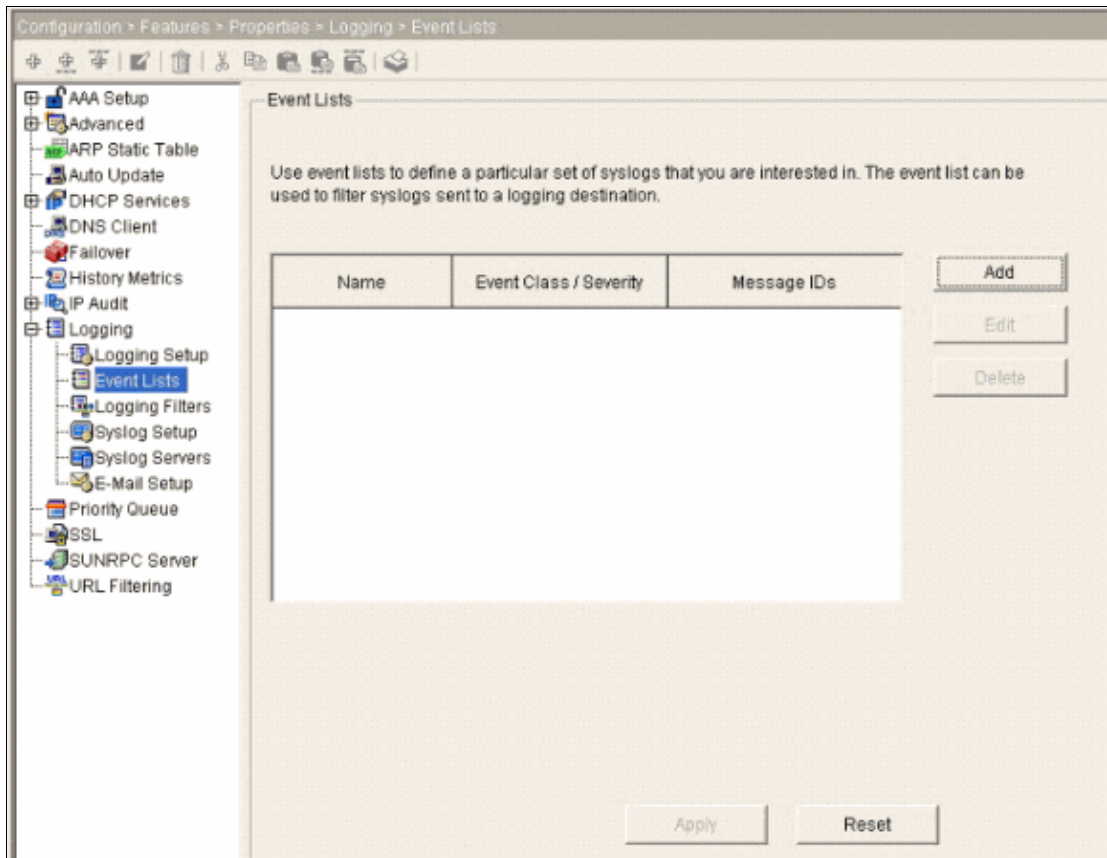 Configuration > Features > Properties > Logging > Event Lists
AAA Setup
Advanced
ARP Static Table
Auto Update
DHCP Services
DNS Client
Failover
History Metrics
IP Audit
Logging
Logging Setup
Event Lists
Logging Filters
Syslog Setup
Syslog Servers
E-Mail Setup
Priority Queue
SSL
SUNRPC Server
URL Filtering
Event Lists
Use event lists to define a particular set of syslogs that you are interested in. The event list can be
used to filter syslogs sent to a logging destination.
Name Event Class / Severity Message IDs
Add
Edit
Delete
Apply Reset